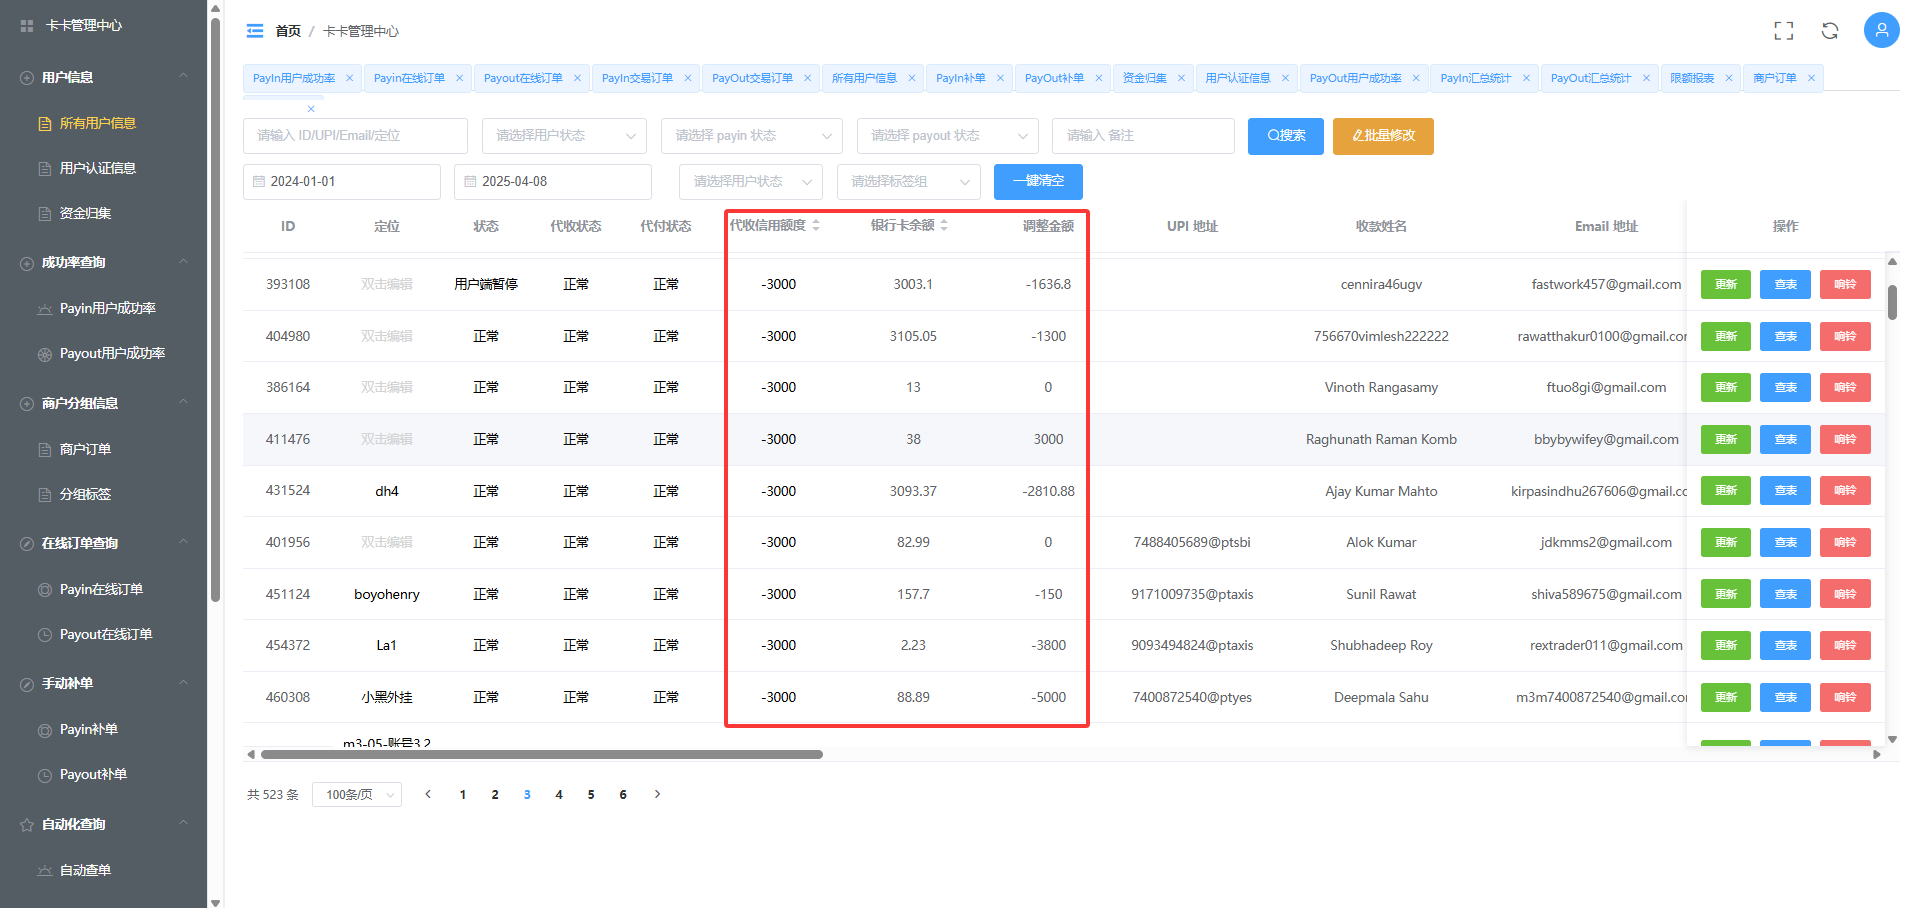 卡卡管理中心
用户信息
所有用户信息
用户认证信息
资金归集
成功率查询
Payin用户成功率
Payout用户成功率
商户分组信息
商户订单
分组标签
在线订单查询
Payin在线订单
Payout在线订单
手动补单
Payin补单
Payout补单
自动化查询
自动查单
首页 / 卡卡管理中心
PayIn用户成功率 × Payin在线订单 × Payout在线订单 × PayIn交易订单 × PayOut交易订单 × 所有用户信息 × PayIn补单 × PayOut补单 × 资金归集 × 用户认证信息 × PayOut用户成功率 × PayIn汇总统计 × PayOut汇总统计 × 限额报表 × 商户订单 ×
×
请输入 ID/UPI/Email/定位 请选择用户状态 请选择 payin 状态 请选择 payout 状态 请输入 备注 搜索 批量修改
2024-01-01 2025-04-08 请选择用户状态 请选择标签组 一键清空
ID 定位 状态 代收状态 代付状态 代收信用额度 银行卡余额 调整金额 UPI 地址 收款姓名 Email 地址 操作
393108 双击编辑 用户端暂停 正常 正常 -3000 3003.1 -1636.8 cennira46ugv fastwork457@gmail.com 更新 查表 响铃
404980 双击编辑 正常 正常 正常 -3000 3105.05 -1300 756670vimlesh222222 rawatthakur0100@gmail.cor 更新 查表 响铃
386164 双击编辑 正常 正常 正常 -3000 13 0 Vinoth Rangasamy ftuo8gi@gmail.com 更新 查表 响铃
411476 双击编辑 正常 正常 正常 -3000 38 3000 Raghunath Raman Komb bbybywifey@gmail.com 更新 查表 响铃
431524 dh4 正常 正常 正常 -3000 3093.37 -2810.88 Ajay Kumar Mahto kirpasindhu267606@gmail.cc 更新 查表 响铃
401956 双击编辑 正常 正常 正常 -3000 82.99 0 7488405689@ptsbi Alok Kumar jdkmms2@gmail.com 更新 查表 响铃
451124 boyohenry 正常 正常 正常 -3000 157.7 -150 9171009735@ptaxis Sunil Rawat shiva589675@gmail.com 更新 查表 响铃
454372 La1 正常 正常 正常 -3000 2.23 -3800 9093494824@ptaxis Shubhadeep Roy rextrader011@gmail.com 更新 查表 响铃
460308 小黑外挂 正常 正常 正常 -3000 88.89 -5000 7400872540@ptyes Deepmala Sahu m3m7400872540@gmail.cor 更新 查表 响铃
m3-05-账号3.2
共 523 条 100条/页 1 2 3 4 5 6